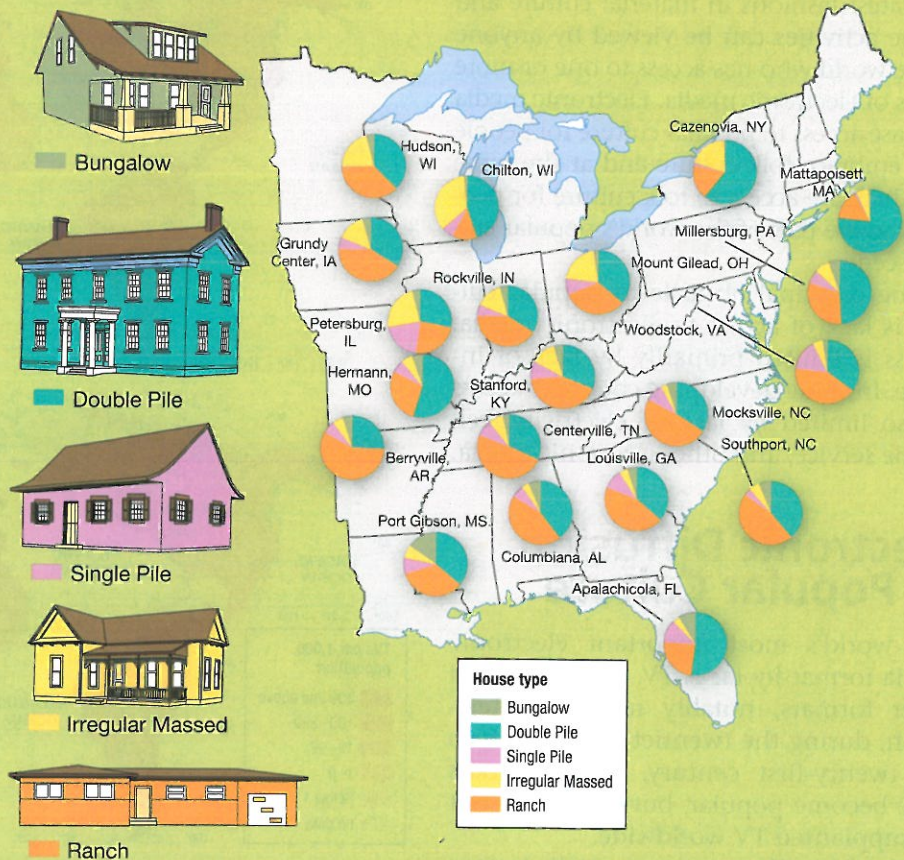 Bungalow
Double Pile
Single Pile
Irregular Massed
Ranch
Hudson,
WI
Chilton, WI
Cazenovia, NY
Mattapoisett,
MA
Grundy
Center, IA
Millersburg, PA
Mount Gilead, OH
Rockville, IN
Petersburg,
IL
Woodstock, VA
Hermann,
MO
Stanford,
KY
Mocksville, NC
Centerville, TN
Southport, NC
Berryville,
AR
Louisville, GA
Port Gibson, MS
Columbiana, AL
Apalachicola, FL
House type
Bungalow
Double Pile
Single Pile
Irregular Massed
Ranch